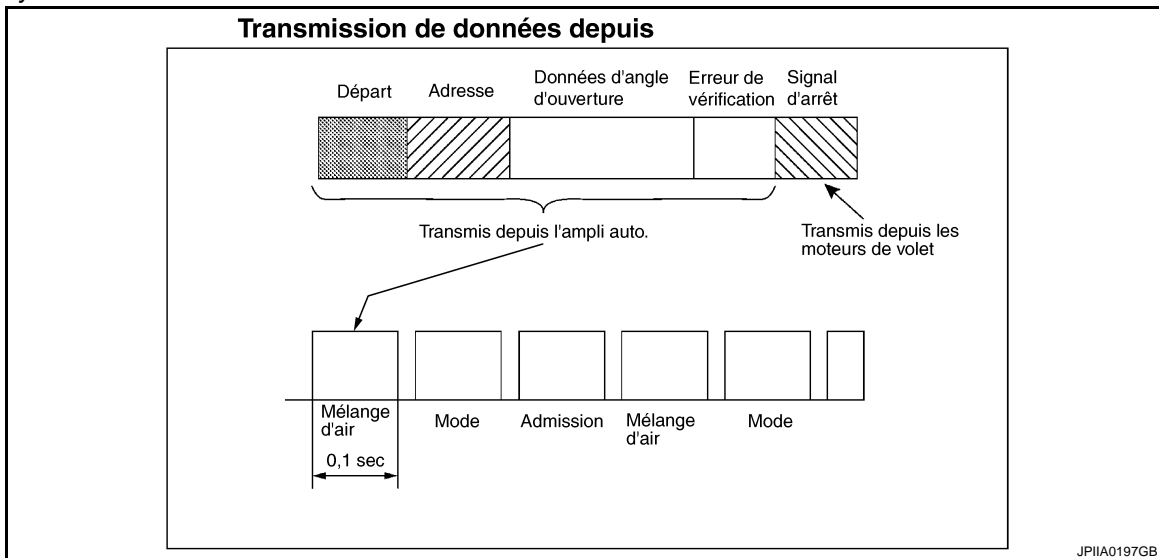 Transmission de données depuis
Départ
Adresse
Données d'angle
d'ouverture
Erreur de
vérification
Signal
d'arrêt
Transmis depuis l'ampli auto.
Transmis depuis les
moteurs de volet
Mélange
d'air
Mode
Admission
Mélange
d'air
Mode
0,1 sec
JPIIA0197GB